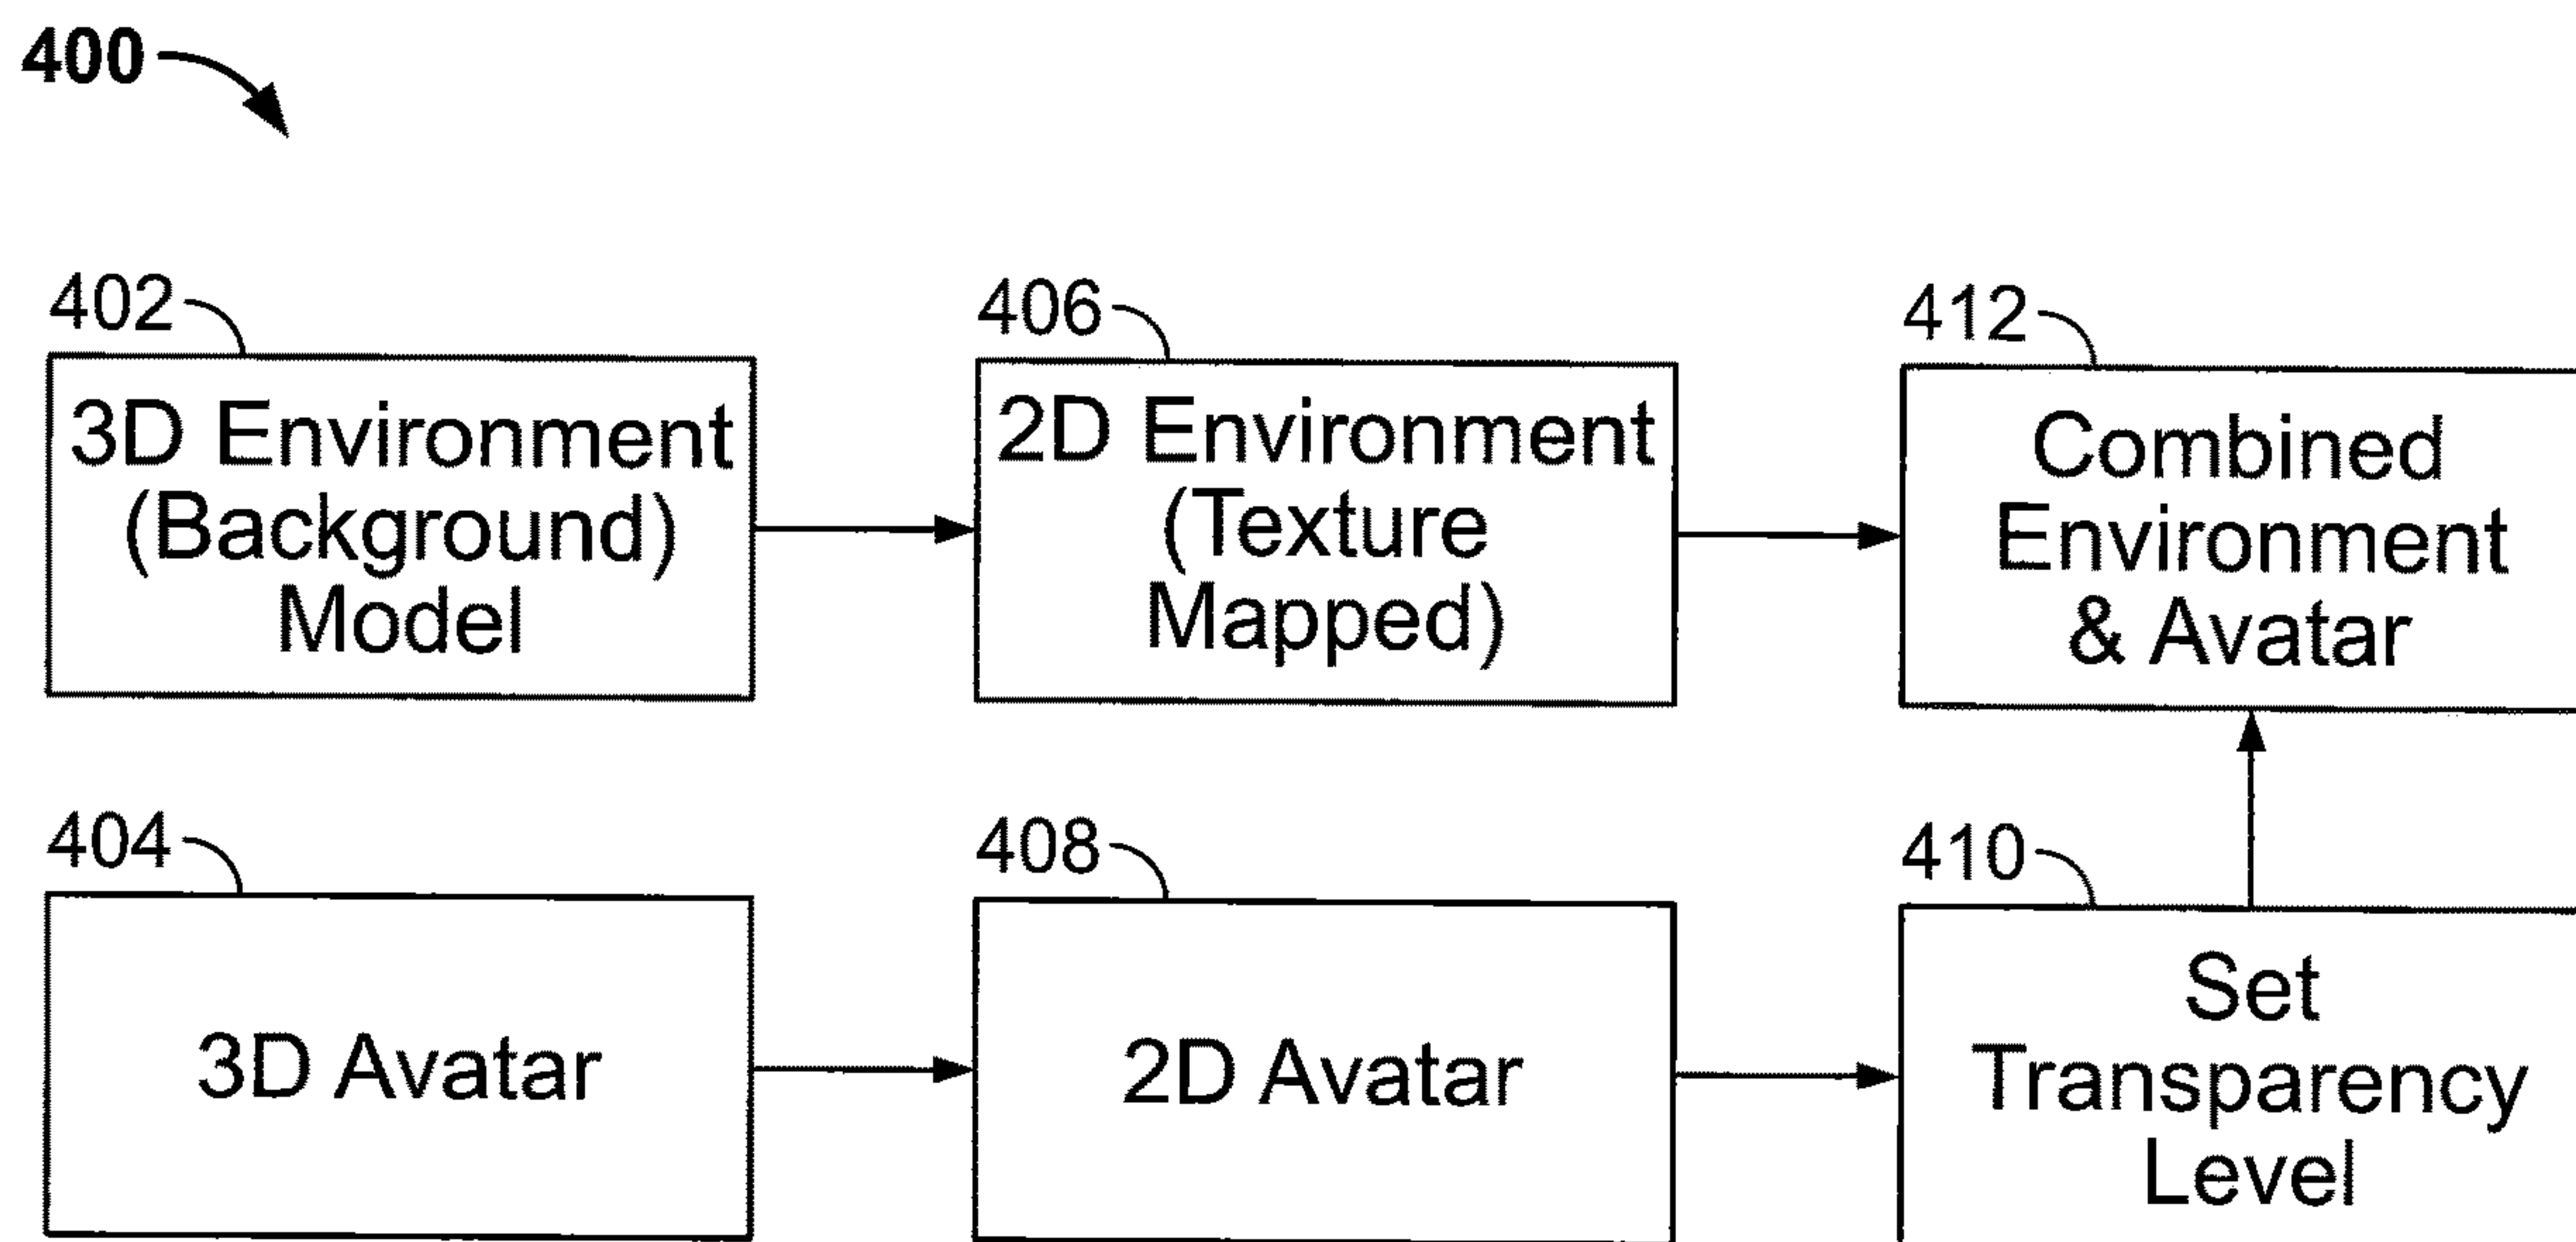 400
402
3D Environment
(Background)
Model
406
2D Environment
(Texture
Mapped)
412
Combined
Environment
& Avatar
404
3D Avatar
408
2D Avatar
410
Set
Transparency
Level